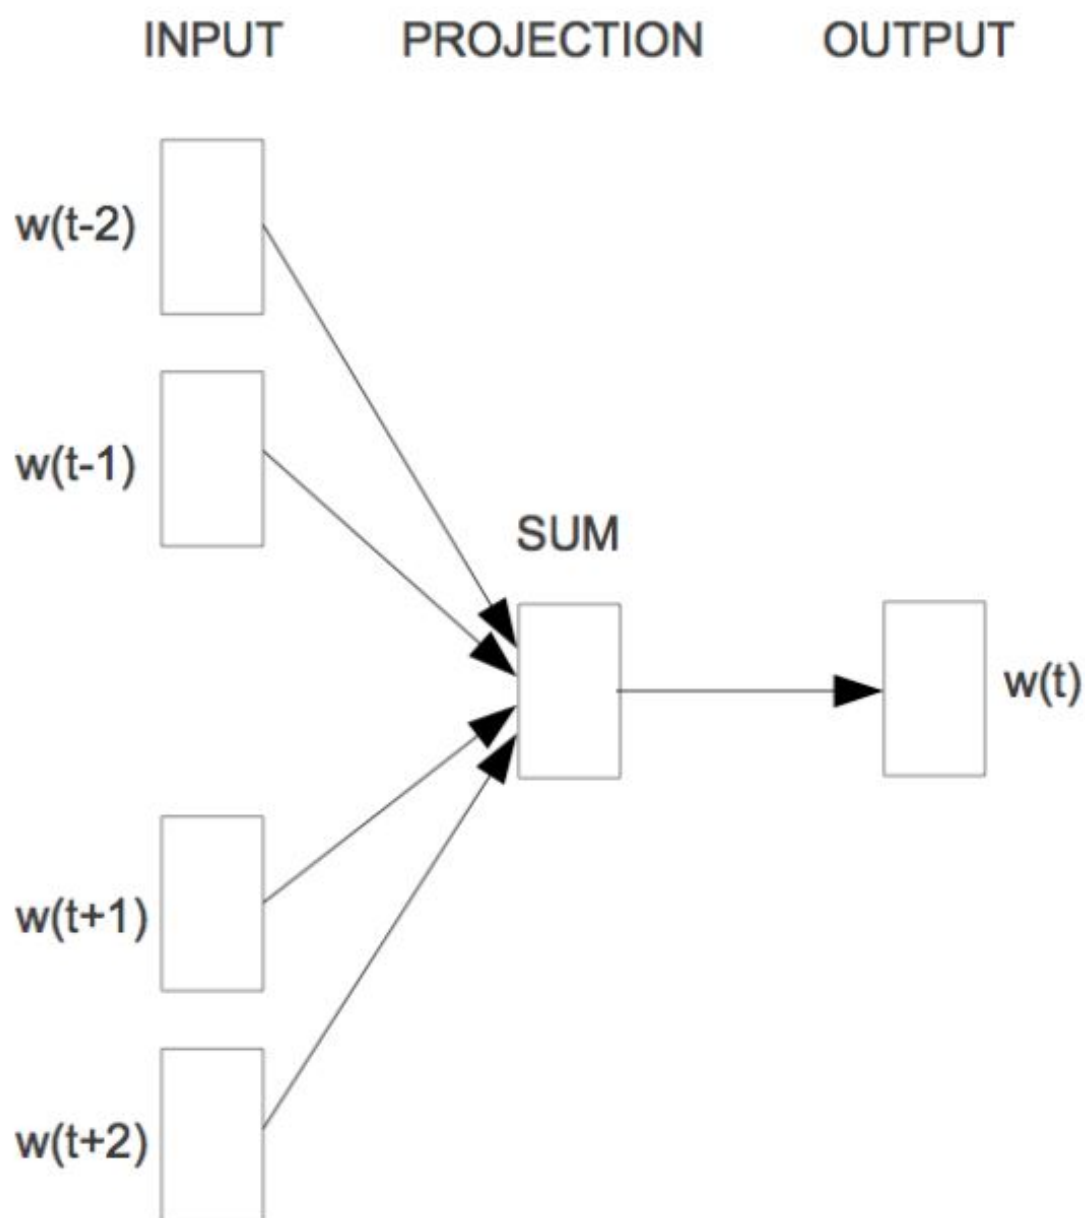 INPUT PROJECTION OUTPUT
w(t-2)
w(t-1)
SUM
w(t)
w(t+1)
w(t+2)